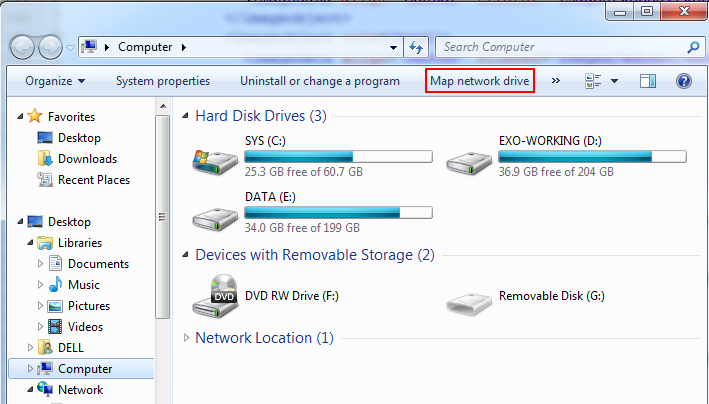 Computer
Search Computer
Organize
System properties
Uninstall or change a program
Map network drive
»
Favorites
Desktop
Downloads
Recent Places
Desktop
Libraries
Documents
Music
Pictures
Videos
DELL
Computer
Network
Hard Disk Drives (3)
SYS (C:)
25.3 GB free of 60.7 GB
EXO-WORKING (D:)
36.9 GB free of 204 GB
DATA (E:)
34.0 GB free of 199 GB
Devices with Removable Storage (2)
DVD
DVD RW Drive (F:)
Removable Disk (G:)
Network Location (1)